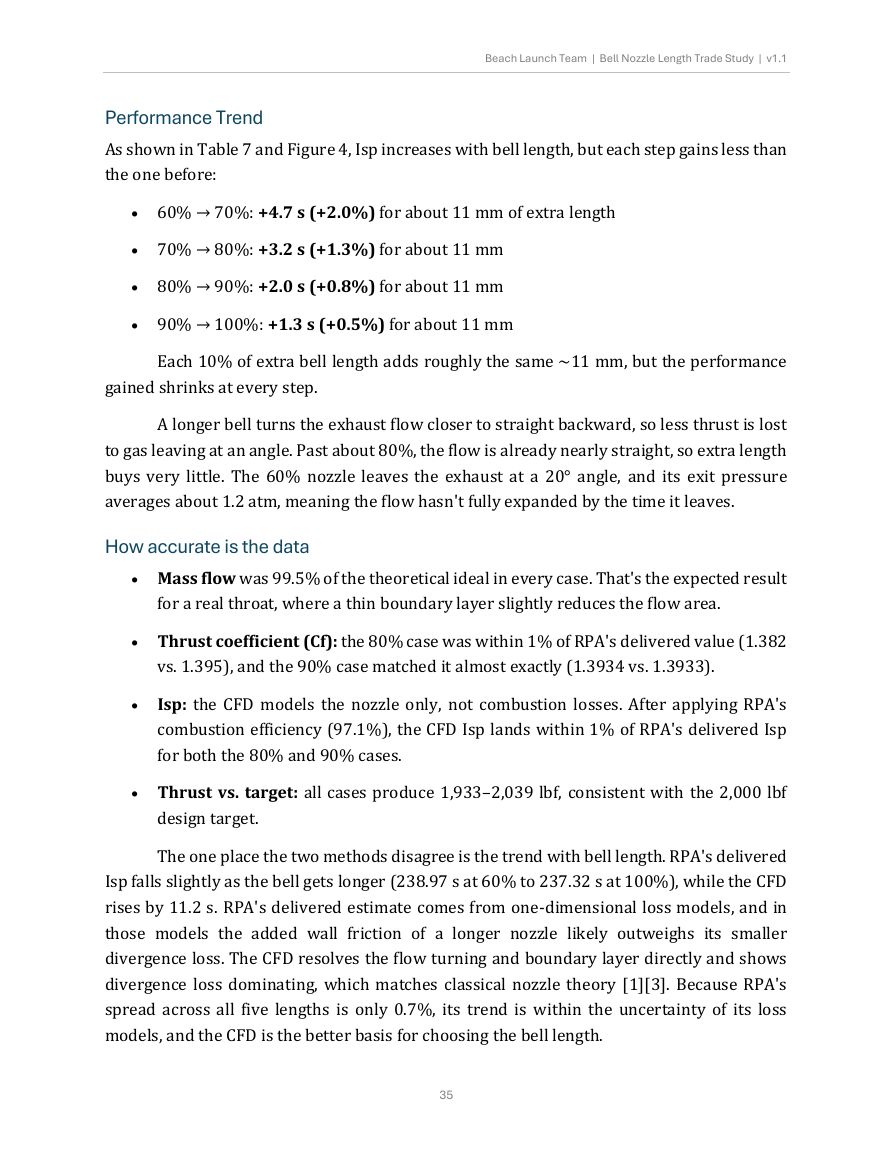 Beach Launch Team | Bell Nozzle Length Trade Study | v1.1
Performance Trend
As shown in Table 7 and Figure 4, Isp increases with bell length, but each step gains less than
the one before:
• 60% → 70%: +4.7 s (+2.0%) for about 11 mm of extra length
• 70% → 80%: +3.2 s (+1.3%) for about 11 mm
• 80% → 90%: +2.0 s (+0.8%) for about 11 mm
• 90% → 100%: +1.3 s (+0.5%) for about 11 mm
Each 10% of extra bell length adds roughly the same ~11 mm, but the performance
gained shrinks at every step.
A longer bell turns the exhaust flow closer to straight backward, so less thrust is lost
to gas leaving at an angle. Past about 80%, the flow is already nearly straight, so extra length
buys very little. The 60% nozzle leaves the exhaust at a 20° angle, and its exit pressure
averages about 1.2 atm, meaning the flow hasn't fully expanded by the time it leaves.
How accurate is the data
• Mass flow was 99.5% of the theoretical ideal in every case. That's the expected result
for a real throat, where a thin boundary layer slightly reduces the flow area.
• Thrust coefficient (Cf): the 80% case was within 1% of RPA's delivered value (1.382
vs. 1.395), and the 90% case matched it almost exactly (1.3934 vs. 1.3933).
• Isp: the CFD models the nozzle only, not combustion losses. After applying RPA's
combustion efficiency (97.1%), the CFD Isp lands within 1% of RPA's delivered Isp
for both the 80% and 90% cases.
• Thrust vs. target: all cases produce 1,933–2,039 lbf, consistent with the 2,000 lbf
design target.
The one place the two methods disagree is the trend with bell length. RPA's delivered
Isp falls slightly as the bell gets longer (238.97 s at 60% to 237.32 s at 100%), while the CFD
rises by 11.2 s. RPA's delivered estimate comes from one-dimensional loss models, and in
those models the added wall friction of a longer nozzle likely outweighs its smaller
divergence loss. The CFD resolves the flow turning and boundary layer directly and shows
divergence loss dominating, which matches classical nozzle theory [1][3]. Because RPA's
spread across all five lengths is only 0.7%, its trend is within the uncertainty of its loss
models, and the CFD is the better basis for choosing the bell length.
35